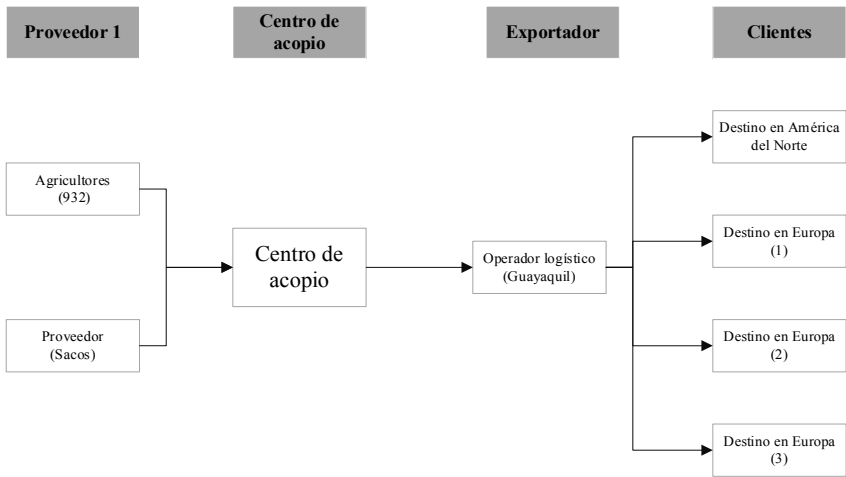 Proveedor 1
Centro de
acopio
Exportador
Clientes
Agricultores
(932)
Proveedor
(Sacos)
Centro de
acopio
Operador logístico
(Guayaquil)
Destino en América
del Norte
Destino en Europa
(1)
Destino en Europa
(2)
Destino en Europa
(3)